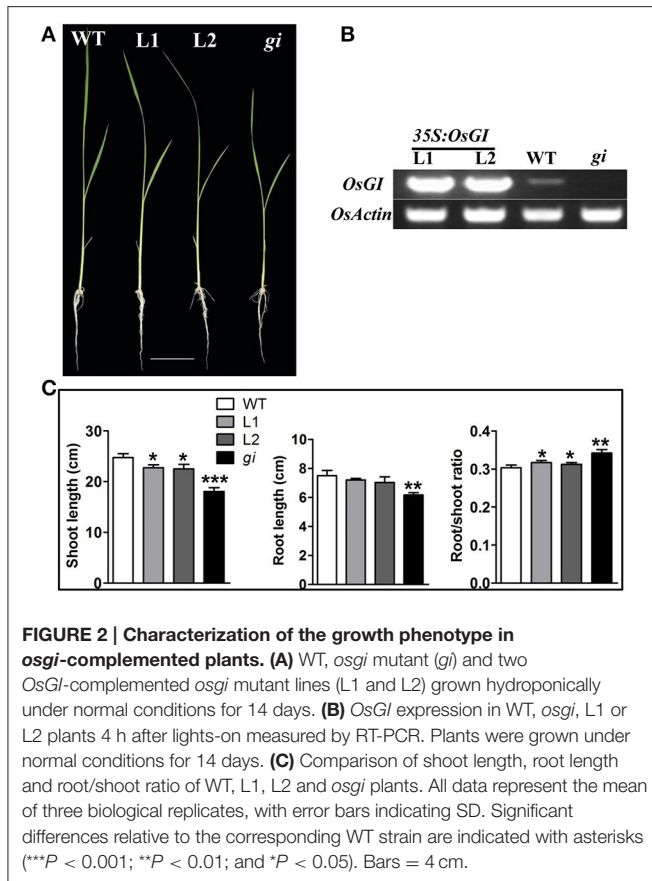 A
WT L1 L2 gi
B
35S:OsGI
L1 L2 WT gi
OsGI
OsActin
C
WT
L1
L2
gi
Shoot length (cm)
30
20
10
0
* * ***
Root length (cm)
10
8
6
4
2
0
**
Root/shoot ratio
0.4
0.3
0.2
0.1
0.0
* * **
FIGURE 2 | Characterization of the growth phenotype in
osgi-complemented plants. (A) WT, osgi mutant (gi) and two
OsGI-complemented osgi mutant lines (L1 and L2) grown hydroponically
under normal conditions for 14 days. (B) OsGI expression in WT, osgi, L1 or
L2 plants 4 h after lights-on measured by RT-PCR. Plants were grown under
normal conditions for 14 days. (C) Comparison of shoot length, root length
and root/shoot ratio of WT, L1, L2 and osgi plants. All data represent the mean
of three biological replicates, with error bars indicating SD. Significant
differences relative to the corresponding WT strain are indicated with asterisks
(***P < 0.001; **P < 0.01; and *P < 0.05). Bars = 4 cm.